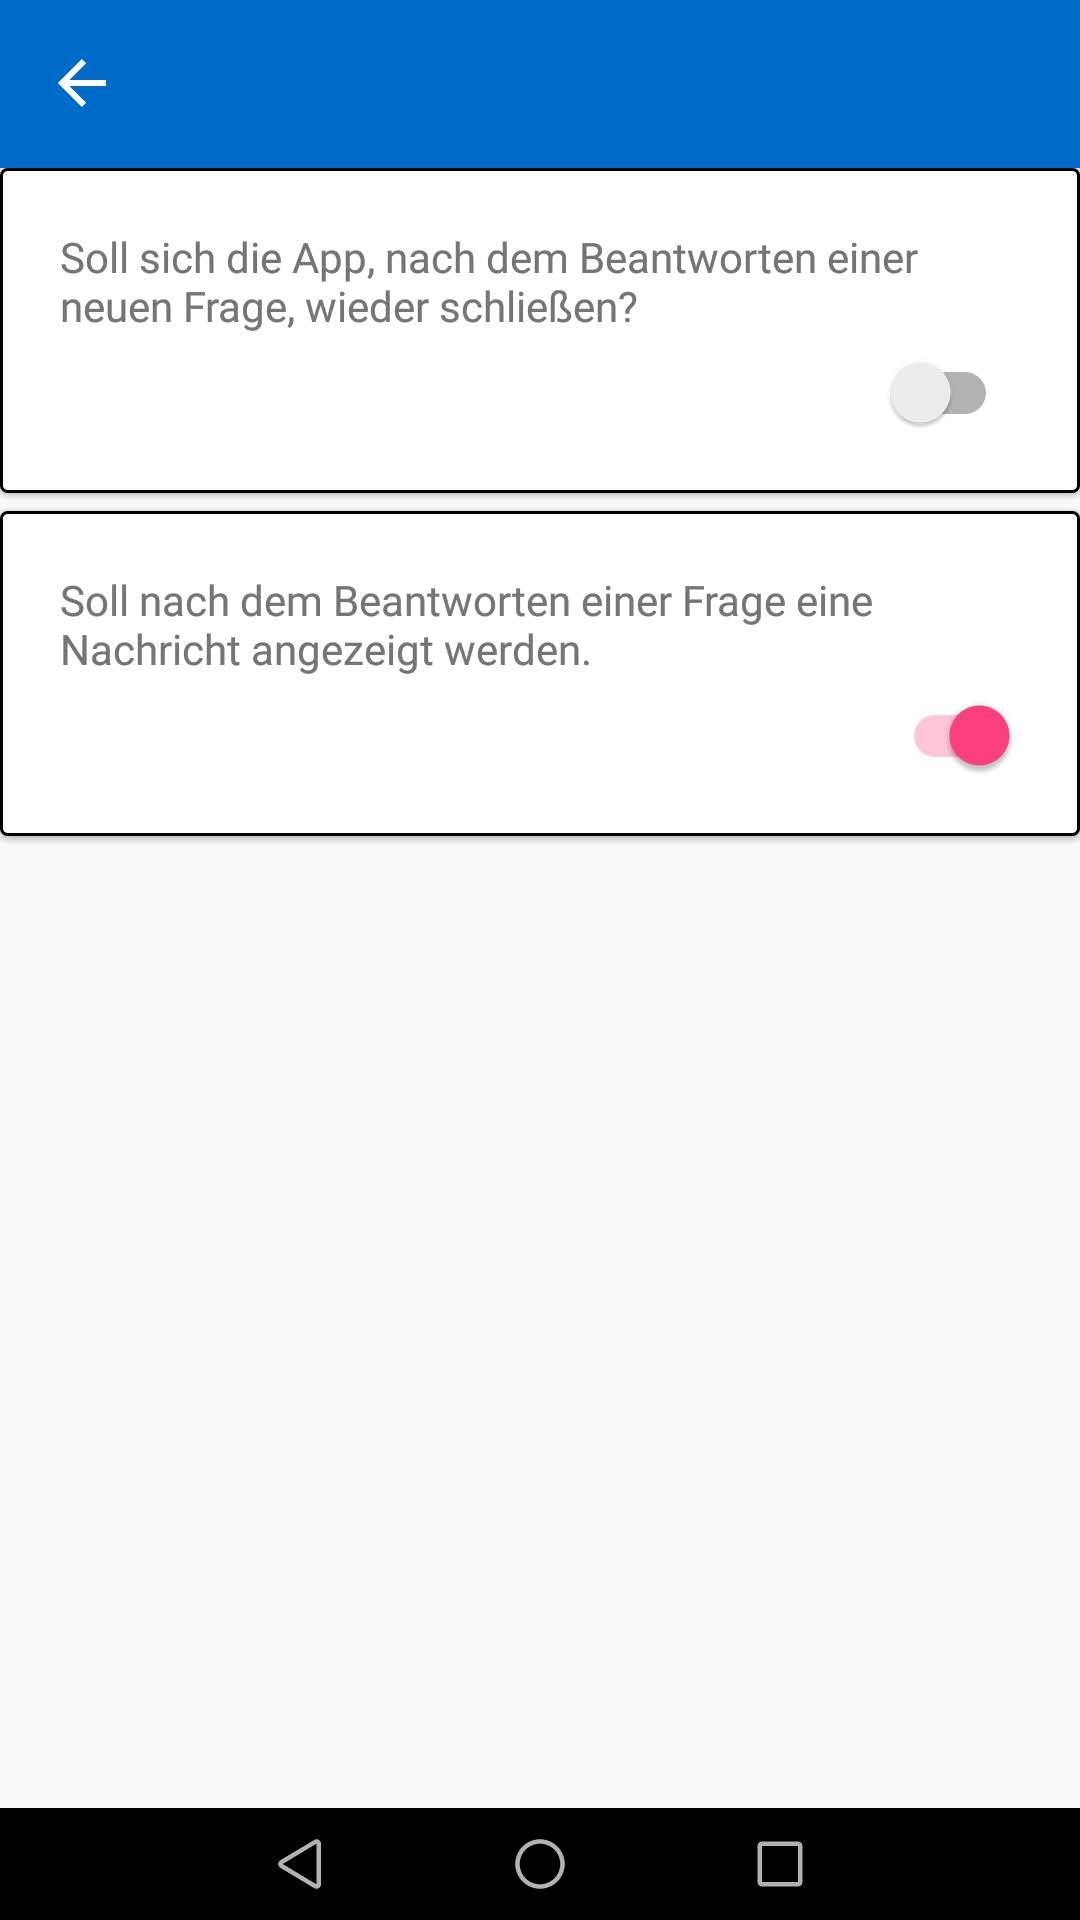 Soll sich die App, nach dem Beantworten einer
neuen Frage, wieder schließen?
Soll nach dem Beantworten einer Frage eine
Nachricht angezeigt werden.